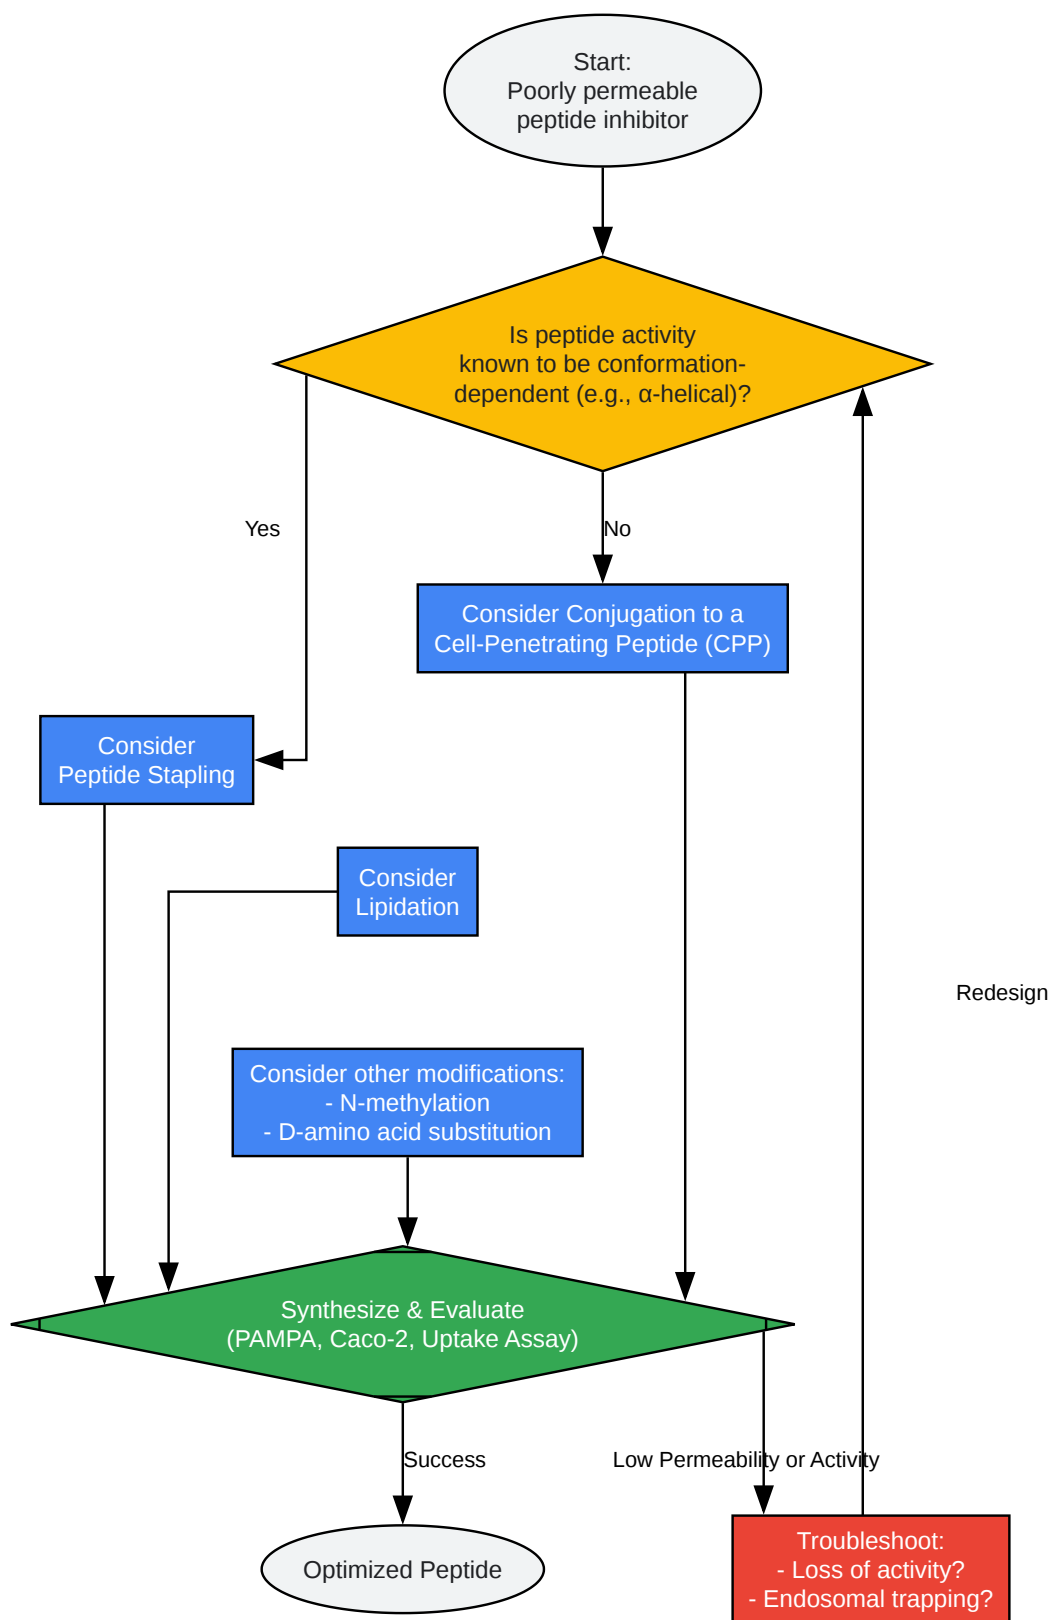 Start:
Poorly permeable
peptide inhibitor
Is peptide activity
known to be conformation-
dependent (e.g., α-helical)?
Yes
No
Consider Conjugation to a
Cell-Penetrating Peptide (CPP)
Consider
Peptide Stapling
Consider
Lipidation
Redesign
Consider other modifications:
- N-methylation
- D-amino acid substitution
Synthesize & Evaluate
(PAMPA, Caco-2, Uptake Assay)
Success
Low Permeability or Activity
Optimized Peptide
Troubleshoot:
- Loss of activity?
- Endosomal trapping?